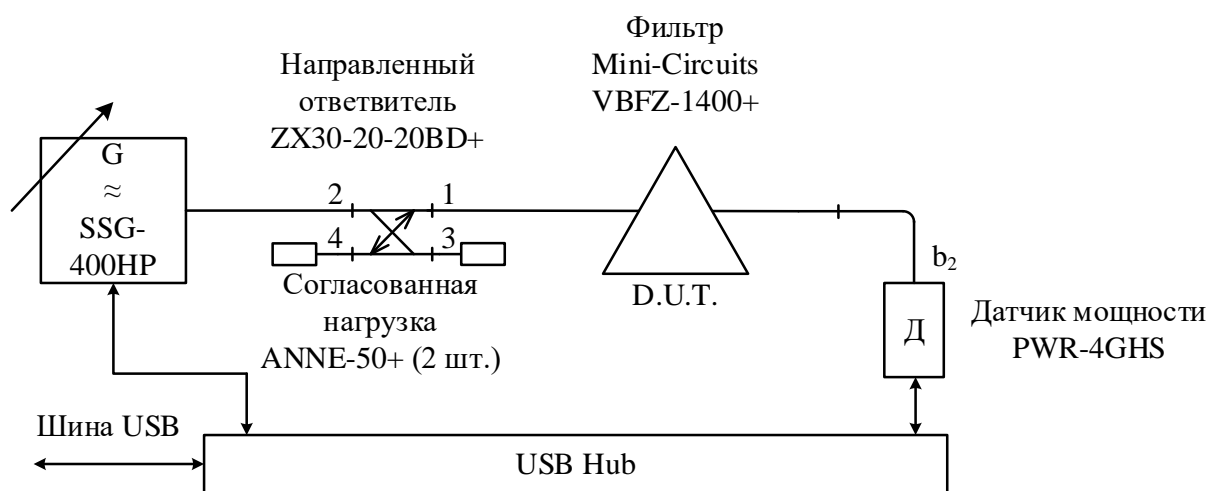 Фильтр
Mini-Circuits
VBFZ-1400+
Направленный
ответвитель
ZX30-20-20BD+
G
≈
SSG-
400HP
2
1
4
3
Согласованная
нагрузка
ANNE-50+ (2 шт.)
D.U.T.
b2
Д
Датчик мощности
PWR-4GHS
Шина USB
USB Hub